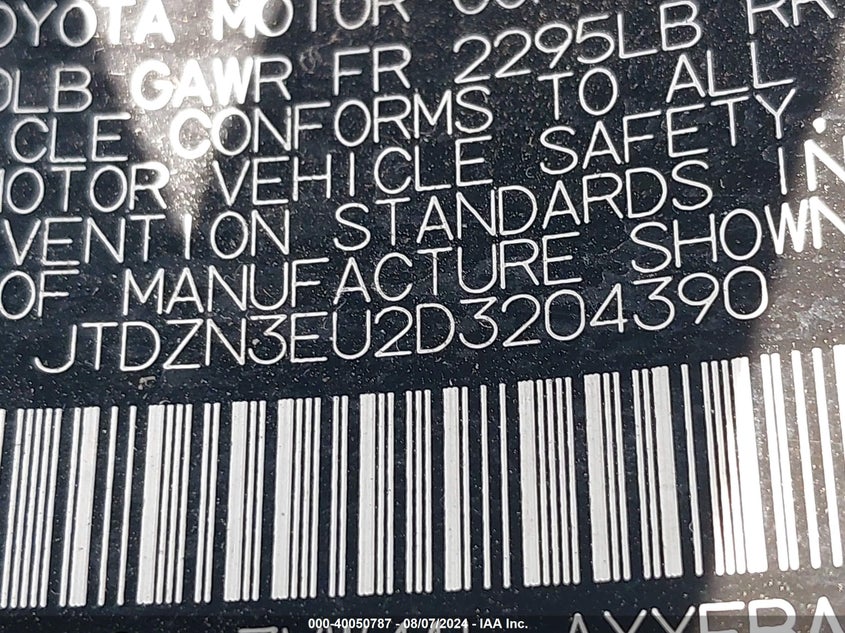 TOYOTA MOTOR
LB GAWR FR 2295LB RR
CLE CONFORMS TO ALL
MOTOR VEHICLE SAFETY
VENTION STANDARDS IN
OF MANUFACTURE SHOWN
JTDZN3EU2D3204390
000-40050787 - 08/07/2024 - IAA Inc.